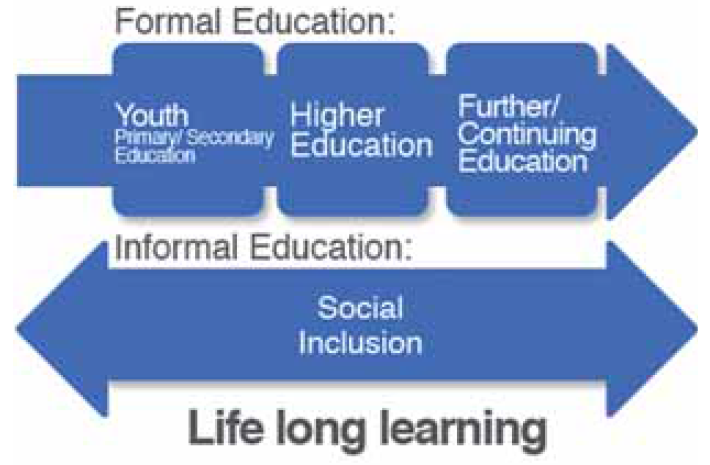 Formal Education:
Youth
Primary/ Secondary
Education
Higher
Education
Further/
Continuing
Education
Informal Education:
Social
Inclusion
Life long learning